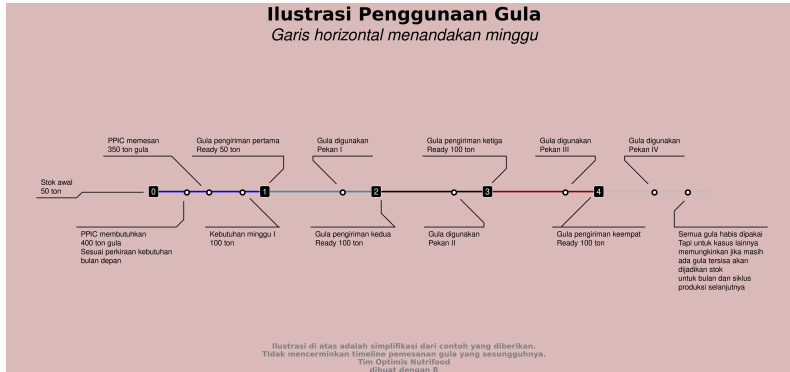 Ilustrasi Penggunaan Gula
Garis horizontal menandakan minggu
PPIC memesan
350 ton gula
Gula pengiriman pertama
Ready 50 ton
Gula digunakan
Pekan I
Gula pengiriman ketiga
Ready 100 ton
Gula digunakan
Pekan III
Gula digunakan
Pekan IV
Stok awal
50 ton
0
1
2
3
4
PPIC membutuhkan
400 ton gula
Sesuai perkiraan kebutuhan
bulan depan
Kebutuhan minggu I
100 ton
Gula pengiriman kedua
Ready 100 ton
Gula digunakan
Pekan II
Gula pengiriman keempat
Ready 100 ton
Semua gula habis dipakai
Tapi untuk kasus lainnya
memungkinkan jika masih
ada gula tersisa akan
dijadikan stok
untuk bulan dan siklus
produksi selanjutnya
Ilustrasi di atas adalah simplifikasi dari contoh yang diberikan.
TIdak mencerminkan timeline pemesanan gula yang sesungguhnya.
Tim Optimis Nutrifood
dibuat dengan R